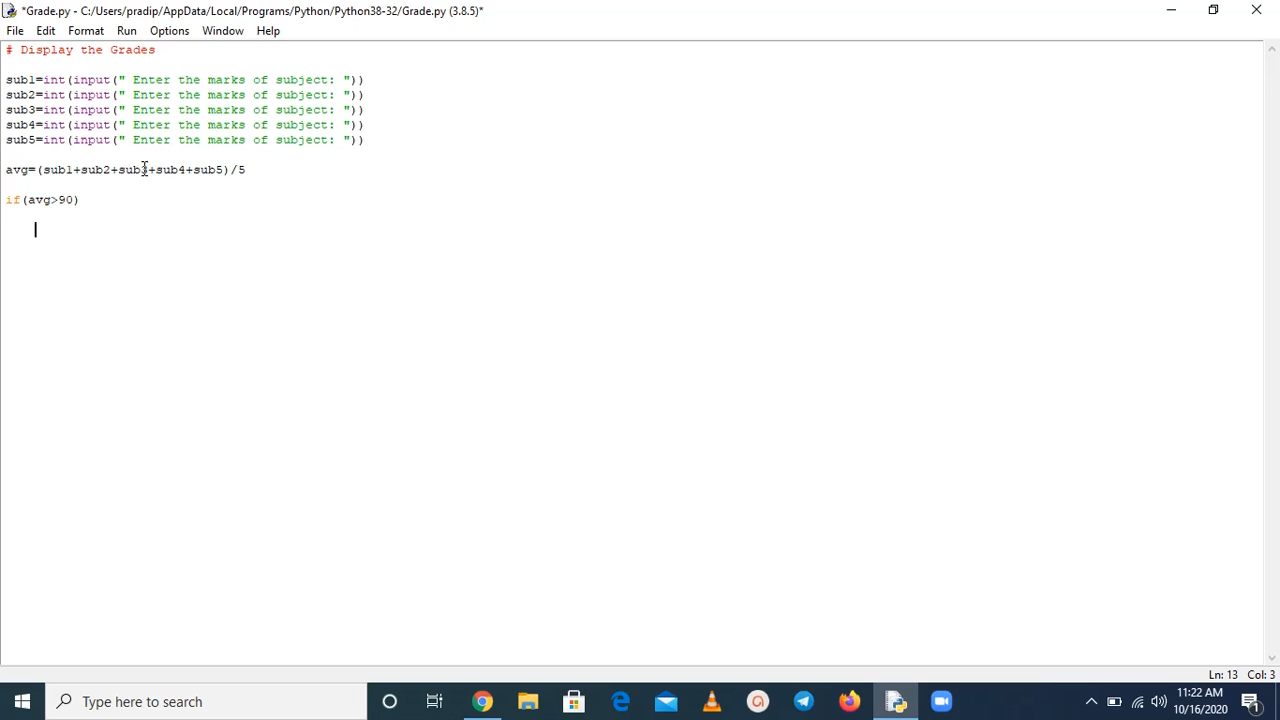 *Grade.py - C:/Users/pradip/AppData/Local/Programs/Python/Python38-32/Grade.py (3.8.5)*
File Edit Format Run Options Window Help
# Display the Grades
sub1=int(input(" Enter the marks of subject: "))
sub2=int(input(" Enter the marks of subject: "))
sub3=int(input(" Enter the marks of subject: "))
sub4=int(input(" Enter the marks of subject: "))
sub5=int(input(" Enter the marks of subject: "))
avg=(sub1+sub2+sub3+sub4+sub5)/5
if(avg>90)
Ln: 13 Col: 3
Type here to search
11:22 AM
10/16/2020
1